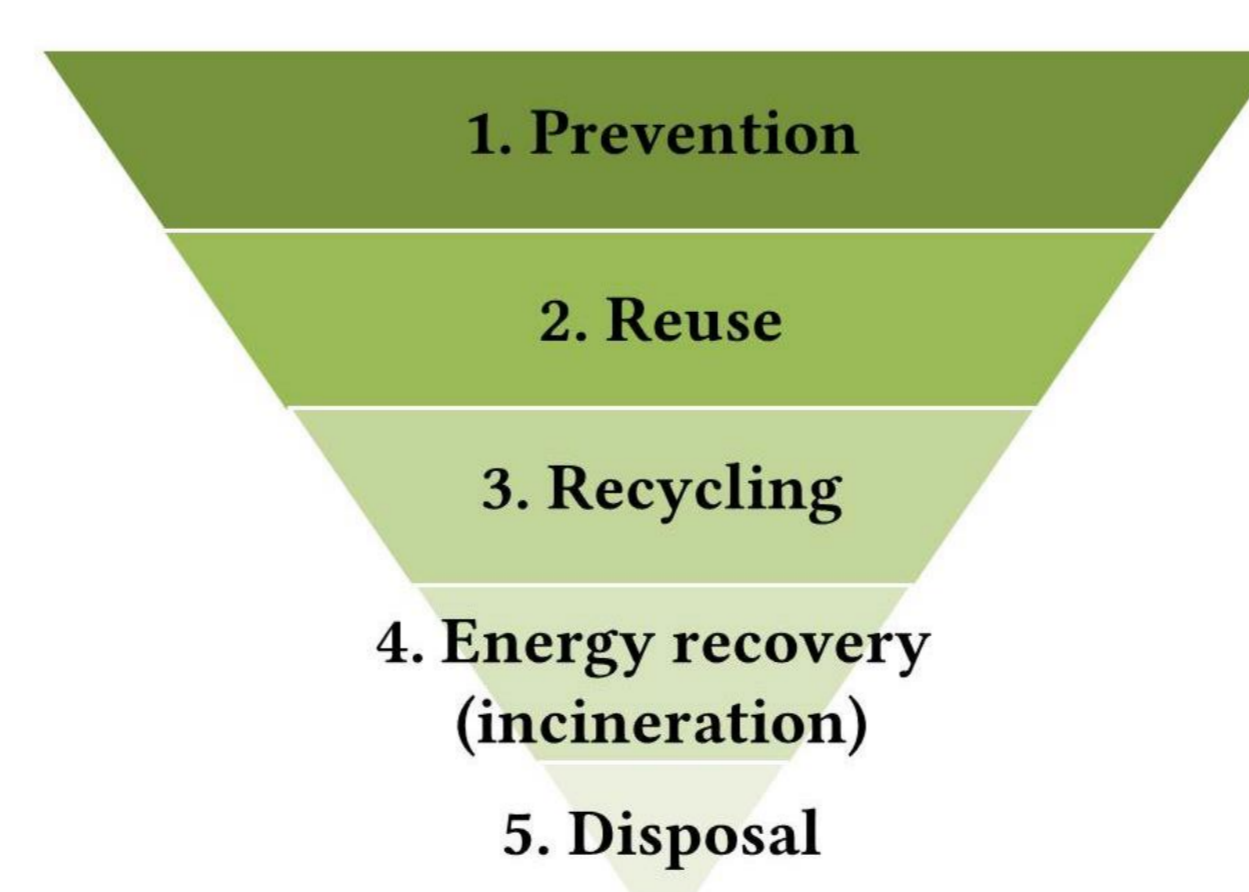 1. Prevention
2. Reuse
3. Recycling
4. Energy recovery
(incineration)
5. Disposal